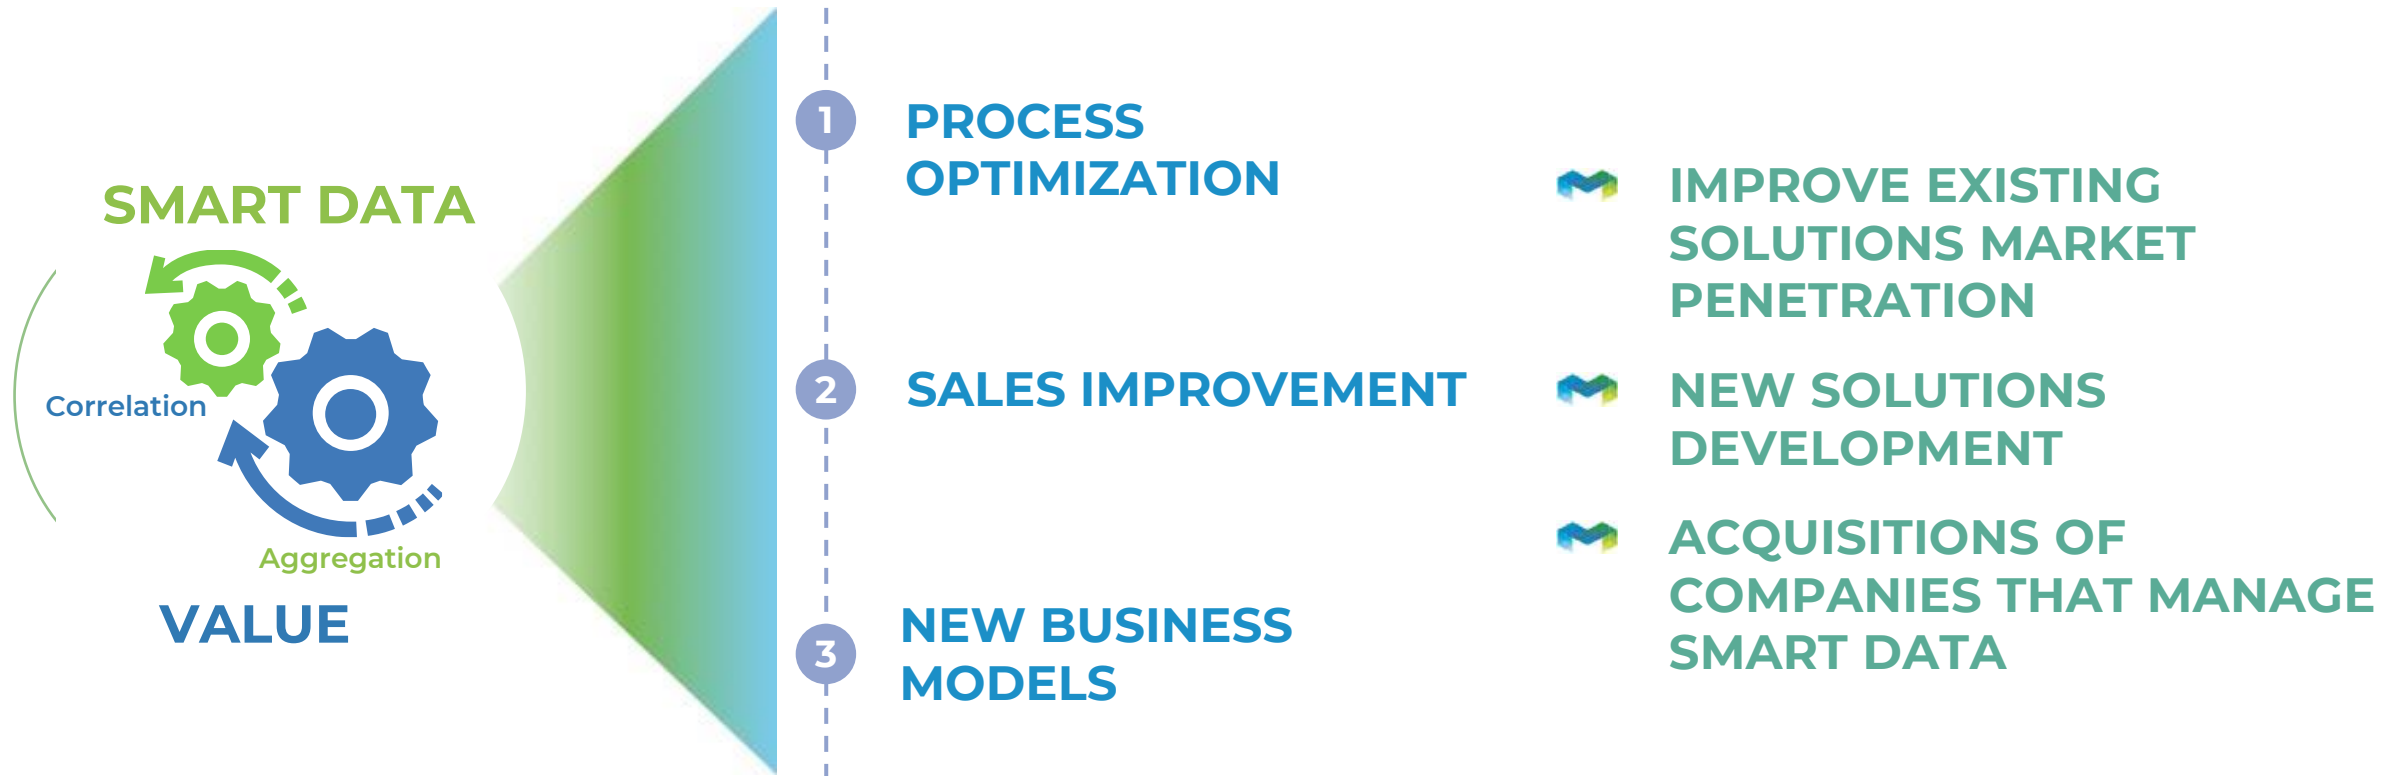 SMART DATA
Correlation
Aggregation
VALUE
1
PROCESS
OPTIMIZATION
2
SALES IMPROVEMENT
3
NEW BUSINESS
MODELS
IMPROVE EXISTING
SOLUTIONS MARKET
PENETRATION
NEW SOLUTIONS
DEVELOPMENT
ACQUISITIONS OF
COMPANIES THAT MANAGE
SMART DATA